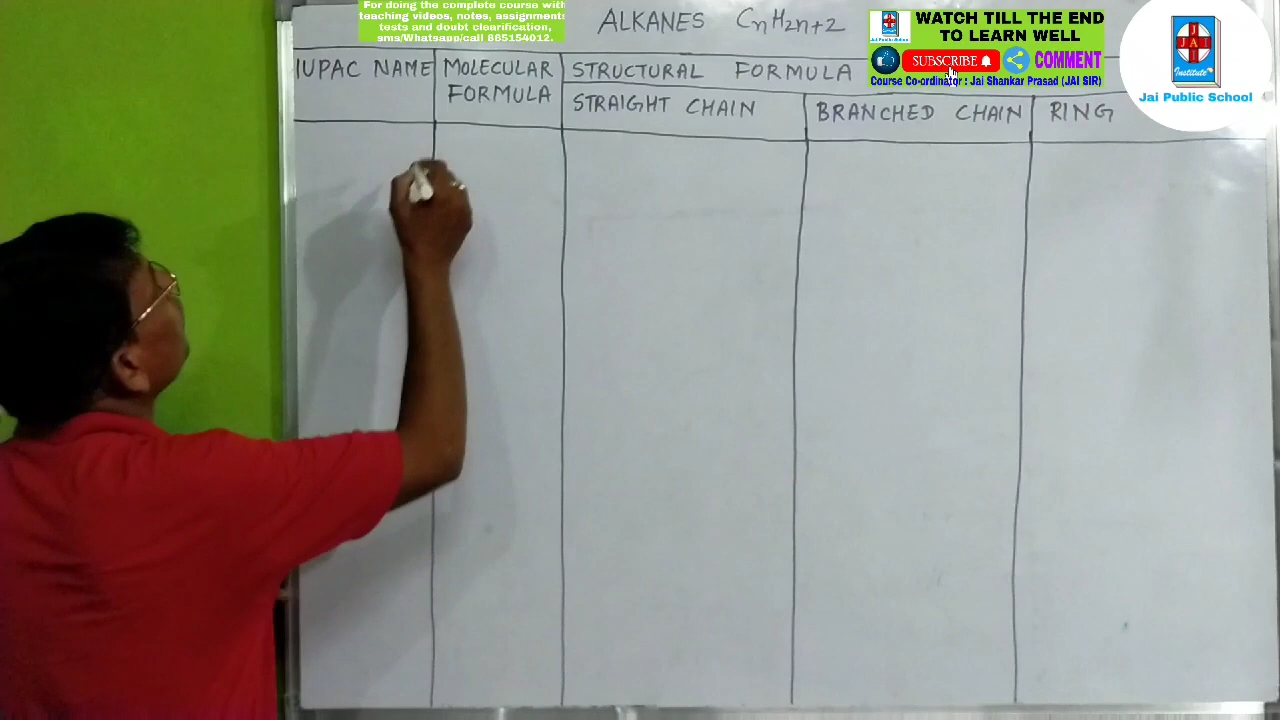 For doing the complete course with
teaching videos, notes, assignments
tests and doubt clearification,
sms/Whatsapp/call 865154012.
ALKANES CnH2n+2
WATCH TILL THE END
TO LEARN WELL
SUBSCRIBE
COMMENT
Course Co-ordinator : Jai Shankar Prasad (JAI SIR)
JAI
Institute
Jai Public School
IUPAC NAME
MOLECULAR
FORMULA
STRUCTURAL FORMULA
STRAIGHT CHAIN
BRANCHED CHAIN
RING